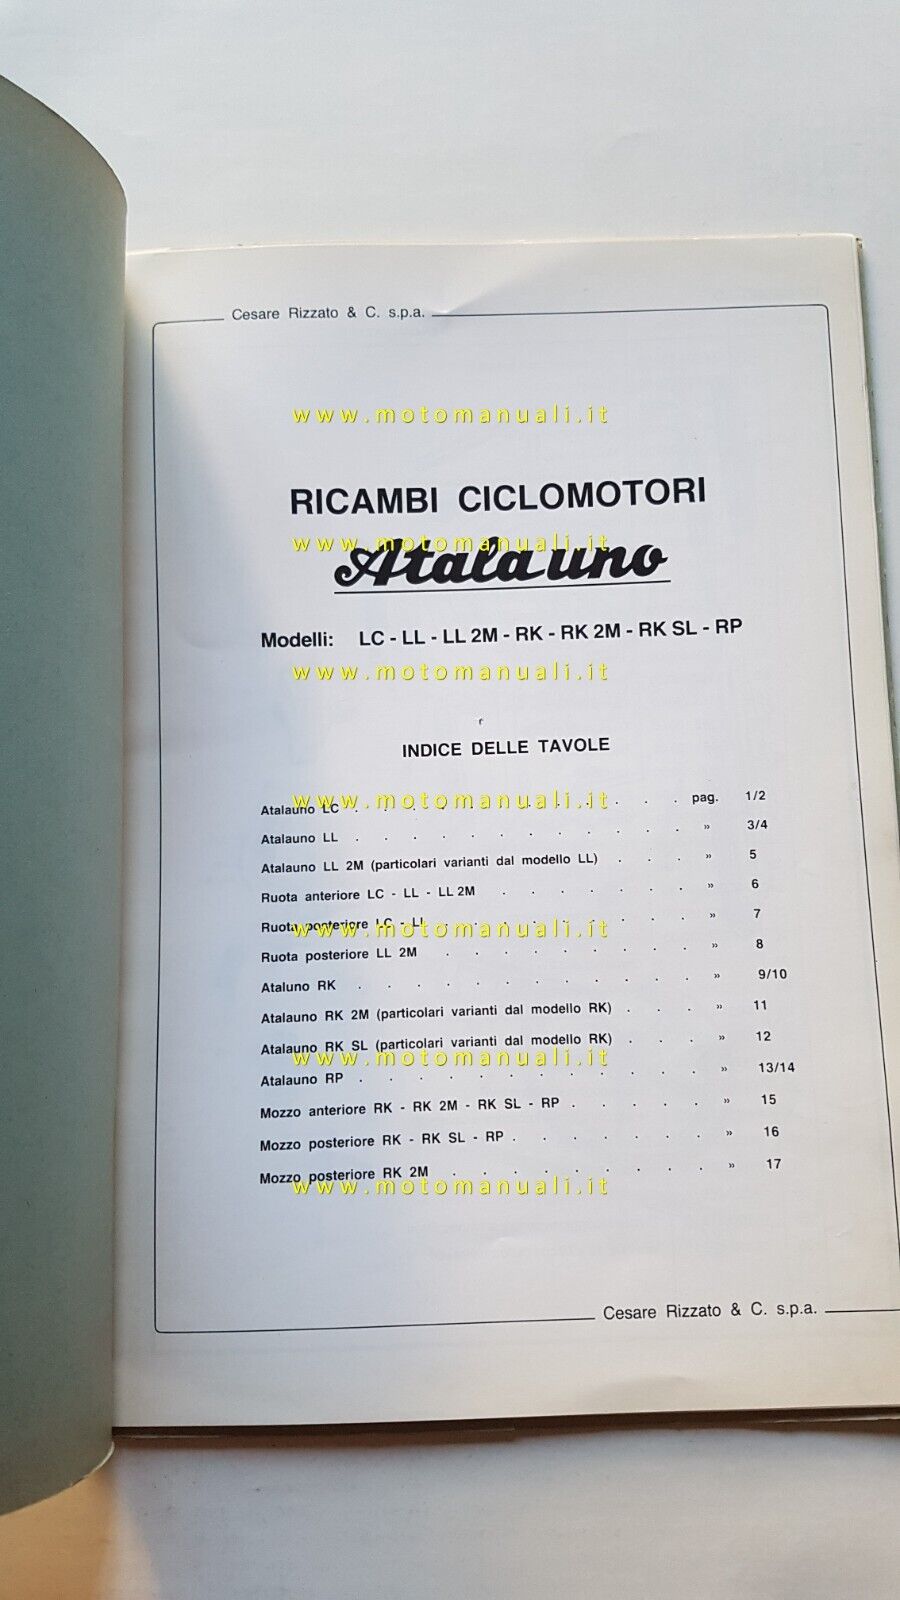 Cesare Rizzato & C. s.p.a.
www.motomanuali.it
RICAMBI CICLOMOTORI
www.motomanuali.it
Atala uno
Modelli: LC - LL - LL 2M - RK - RK 2M - RK SL - RP
www.motomanuali.it
INDICE DELLE TAVOLE
www.motomanuali.it
Atalauno LC . . . . . . . . . . . pag. 1/2
Atalauno LL . . . . . . . . . . . » 3/4
Atalauno LL 2M (particolari varianti dal modello LL) . . . » 5
Ruota anteriore LC - LL - LL 2M . . . . . . . » 6
Ruota posteriore LC - LL . . . . . . . . » 7
www.motomanuali.it
Ruota posteriore LL 2M . . . . . . . . . » 8
Ataluno RK . . . . . . . . . . . . » 9/10
Atalauno RK 2M (particolari varianti dal modello RK) . . . » 11
Atalauno RK SL (particolari varianti dal modello RK) . . . » 12
www.motomanuali.it
Atalauno RP . . . . . . . . . . . . » 13/14
Mozzo anteriore RK - RK 2M - RK SL - RP . . . . . » 15
Mozzo posteriore RK - RK SL - RP . . . . . . . » 16
Mozzo posteriore RK 2M . . . . . . . . . » 17
www.motomanuali.it
Cesare Rizzato & C. s.p.a.